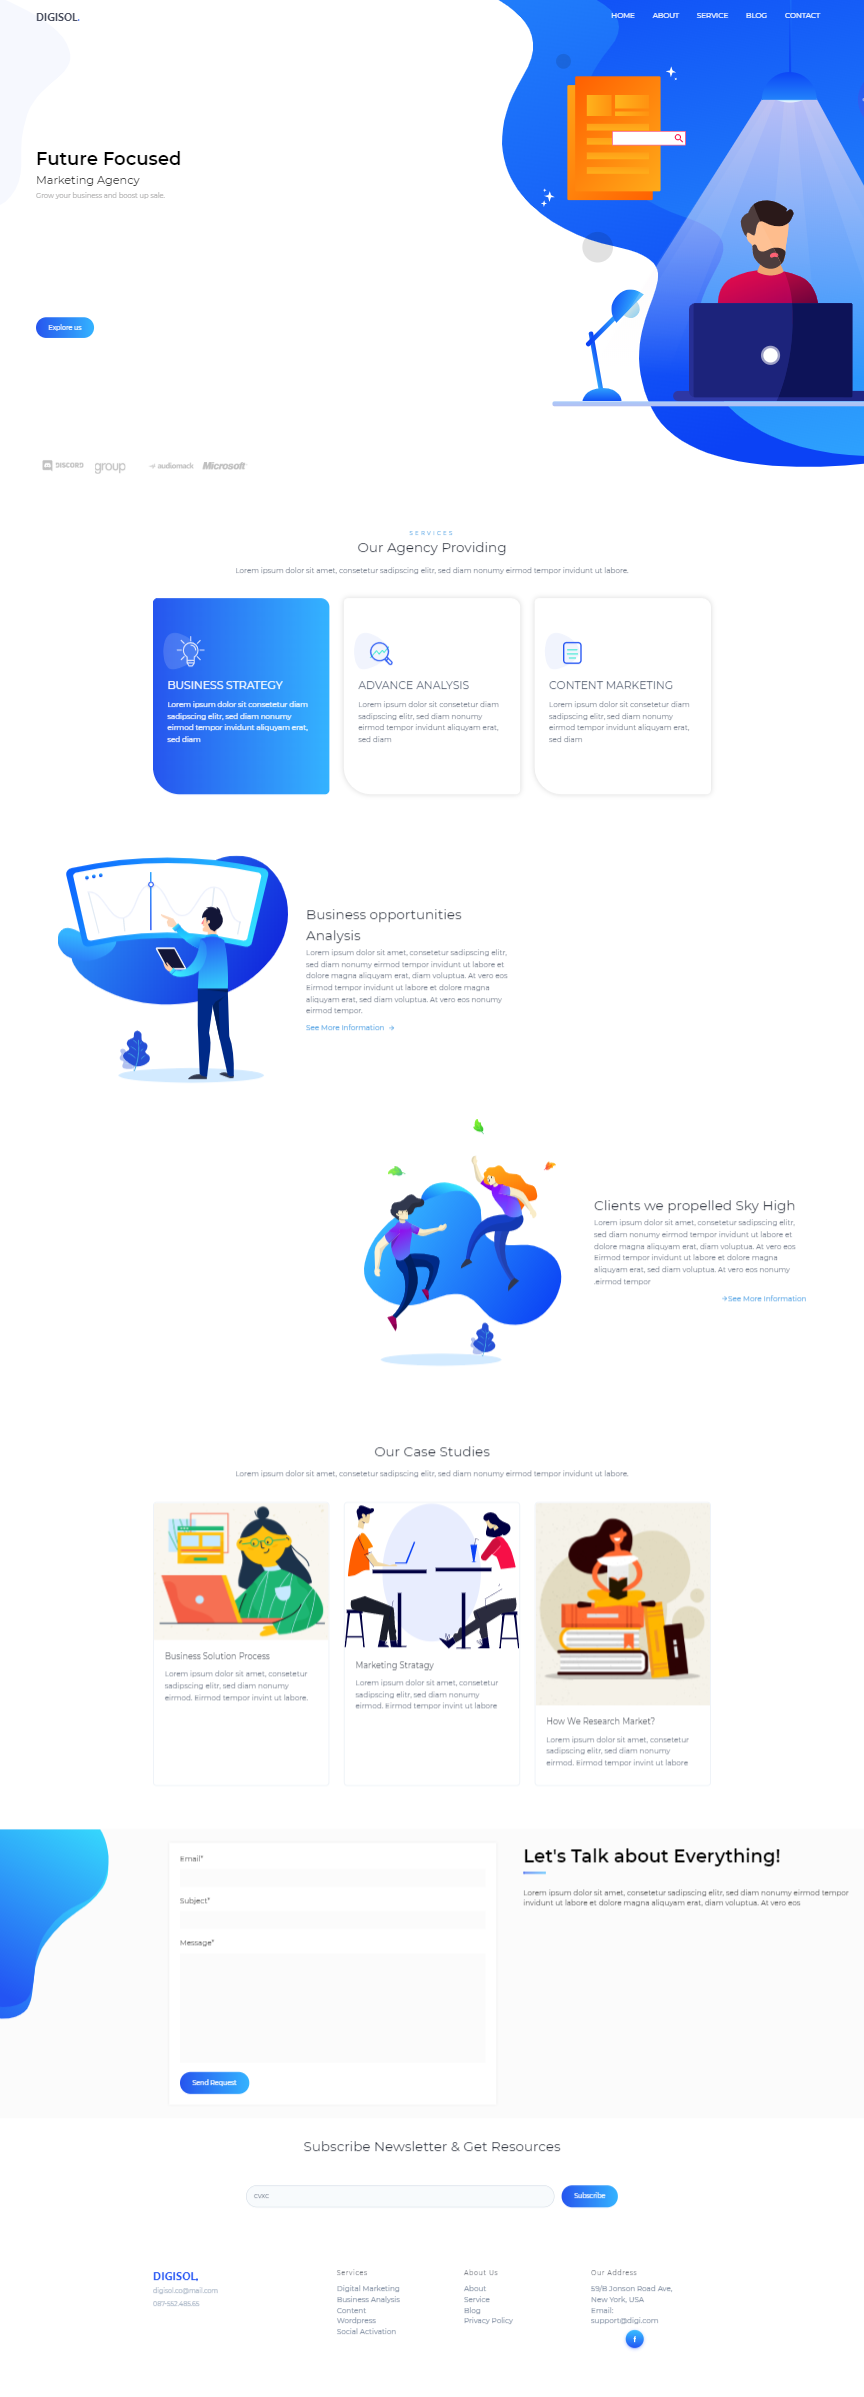 DIGISOL.
HOME ABOUT SERVICE BLOG CONTACT
Future Focused
Marketing Agency
Grow your business and boost up sale.
Explore us
DISCORD group audiomack Microsoft
SERVICES
Our Agency Providing
Lorem ipsum dolor sit amet, consetetur sadipscing elitr, sed diam nonumy eirmod tempor invidunt ut labore.
BUSINESS STRATEGY
Lorem ipsum dolor sit consetetur diam
sadipscing elitr, sed diam nonumy
eirmod tempor invidunt aliquyam erat,
sed diam
ADVANCE ANALYSIS
Lorem ipsum dolor sit consetetur diam
sadipscing elitr, sed diam nonumy
eirmod tempor invidunt aliquyam erat,
sed diam
CONTENT MARKETING
Lorem ipsum dolor sit consetetur diam
sadipscing elitr, sed diam nonumy
eirmod tempor invidunt aliquyam erat,
sed diam
Business opportunities
Analysis
Lorem ipsum dolor sit amet, consetetur sadipscing elitr,
sed diam nonumy eirmod tempor invidunt ut labore et
dolore magna aliquyam erat, diam voluptua. At vero eos
Eirmod tempor invidunt ut labore et dolore magna
aliquyam erat, sed diam voluptua. At vero eos nonumy
eirmod tempor.
See More Information →
Clients we propelled Sky High
Lorem ipsum dolor sit amet, consetetur sadipscing elitr,
sed diam nonumy eirmod tempor invidunt ut labore et
dolore magna aliquyam erat, diam voluptua. At vero eos
Eirmod tempor invidunt ut labore et dolore magna
aliquyam erat, sed diam voluptua. At vero eos nonumy
.eirmod tempor
→See More Information
Our Case Studies
Lorem ipsum dolor sit amet, consetetur sadipscing elitr, sed diam nonumy eirmod tempor invidunt ut labore.
Business Solution Process
Lorem ipsum dolor sit amet, consetetur
sadipscing elitr, sed diam nonumy
eirmod. Eirmod tempor invint ut labore.
Marketing Stratagy
Lorem ipsum dolor sit amet, consetetur
sadipscing elitr, sed diam nonumy
eirmod. Eirmod tempor invint ut labore
How We Research Market?
Lorem ipsum dolor sit amet, consetetur
sadipscing elitr, sed diam nonumy
eirmod. Eirmod tempor invint ut labore
Email*
Subject*
Message*
Send Request
Let's Talk about Everything!
Lorem ipsum dolor sit amet, consetetur sadipscing elitr, sed diam nonumy eirmod tempor
invidunt ut labore et dolore magna aliquyam erat, diam voluptua. At vero eos
Subscribe Newsletter & Get Resources
cvxc
Subscribe
DIGISOL,
digisol.co@mail.com
087-552.48565
Services
Digital Marketing
Business Analysis
Content
Wordpress
Social Activation
About Us
About
Service
Blog
Privacy Policy
Our Address
59/B Jonson Road Ave,
New York, USA
Email:
support@digi.com
f